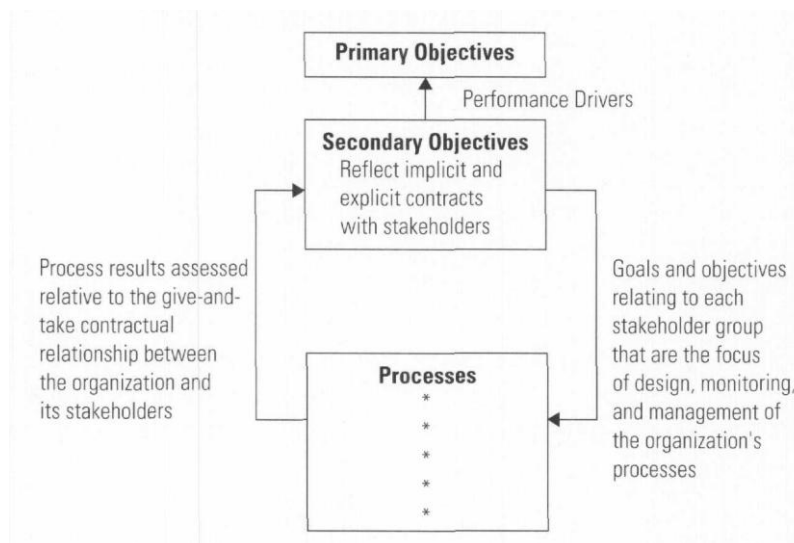 Primary Objectives
Performance Drivers
Secondary Objectives
Reflect implicit and
explicit contracts
with stakeholders
Process results assessed
relative to the give-and-
take contractual
relationship between
the organization and
its stakeholders
Goals and objectives
relating to each
stakeholder group
that are the focus
of design, monitoring,
and management of
the organization's
processes
Processes
*
*
*
*
*